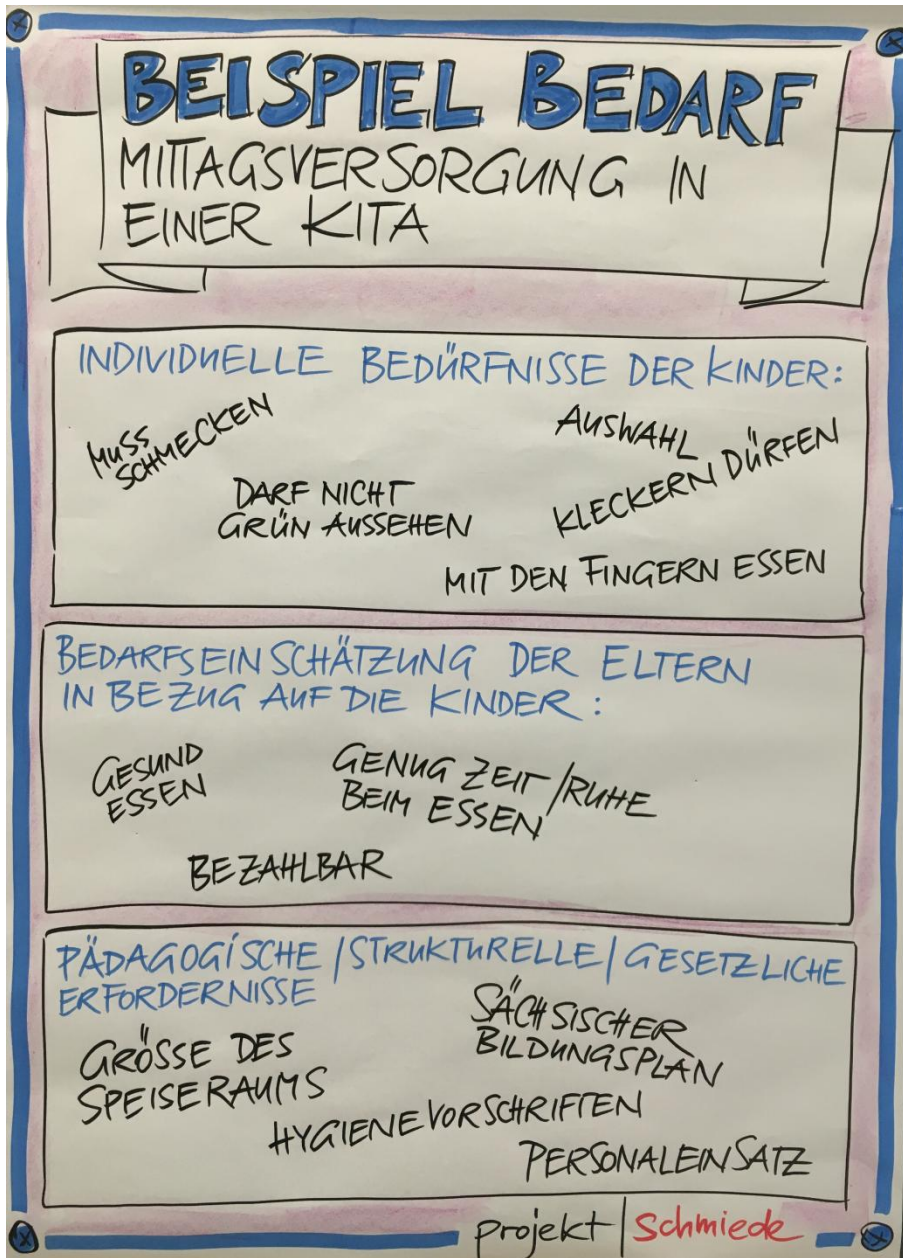 BEISPIEL BEDARF
MITTAGSVERSORGUNG IN
EINER KITA
INDIVIDUELLE BEDÜRFNISSE DER KINDER:
MUSS
SCHMECKEN
AUSWAHL
DARF NICHT
GRÜN AUSSEHEN
KLECKERN DÜRFEN
MIT DEN FINGERN ESSEN
BEDARFSEINSCHÄTZUNG DER ELTERN
IN BEZUG AUF DIE KINDER:
GESUND
ESSEN
GENUG ZEIT/RUHE
BEIM ESSEN
BEZAHLBAR
PÄDAGOGISCHE/STRUKTURELLE/GESETZLICHE
ERFORDERNISSE
GRÖSSE DES
SPEISERAUMS
SÄCHSISCHER
BILDUNGSPLAN
HYGIENEVORSCHRIFTEN
PERSONALEINSATZ
projekt|Schmiede